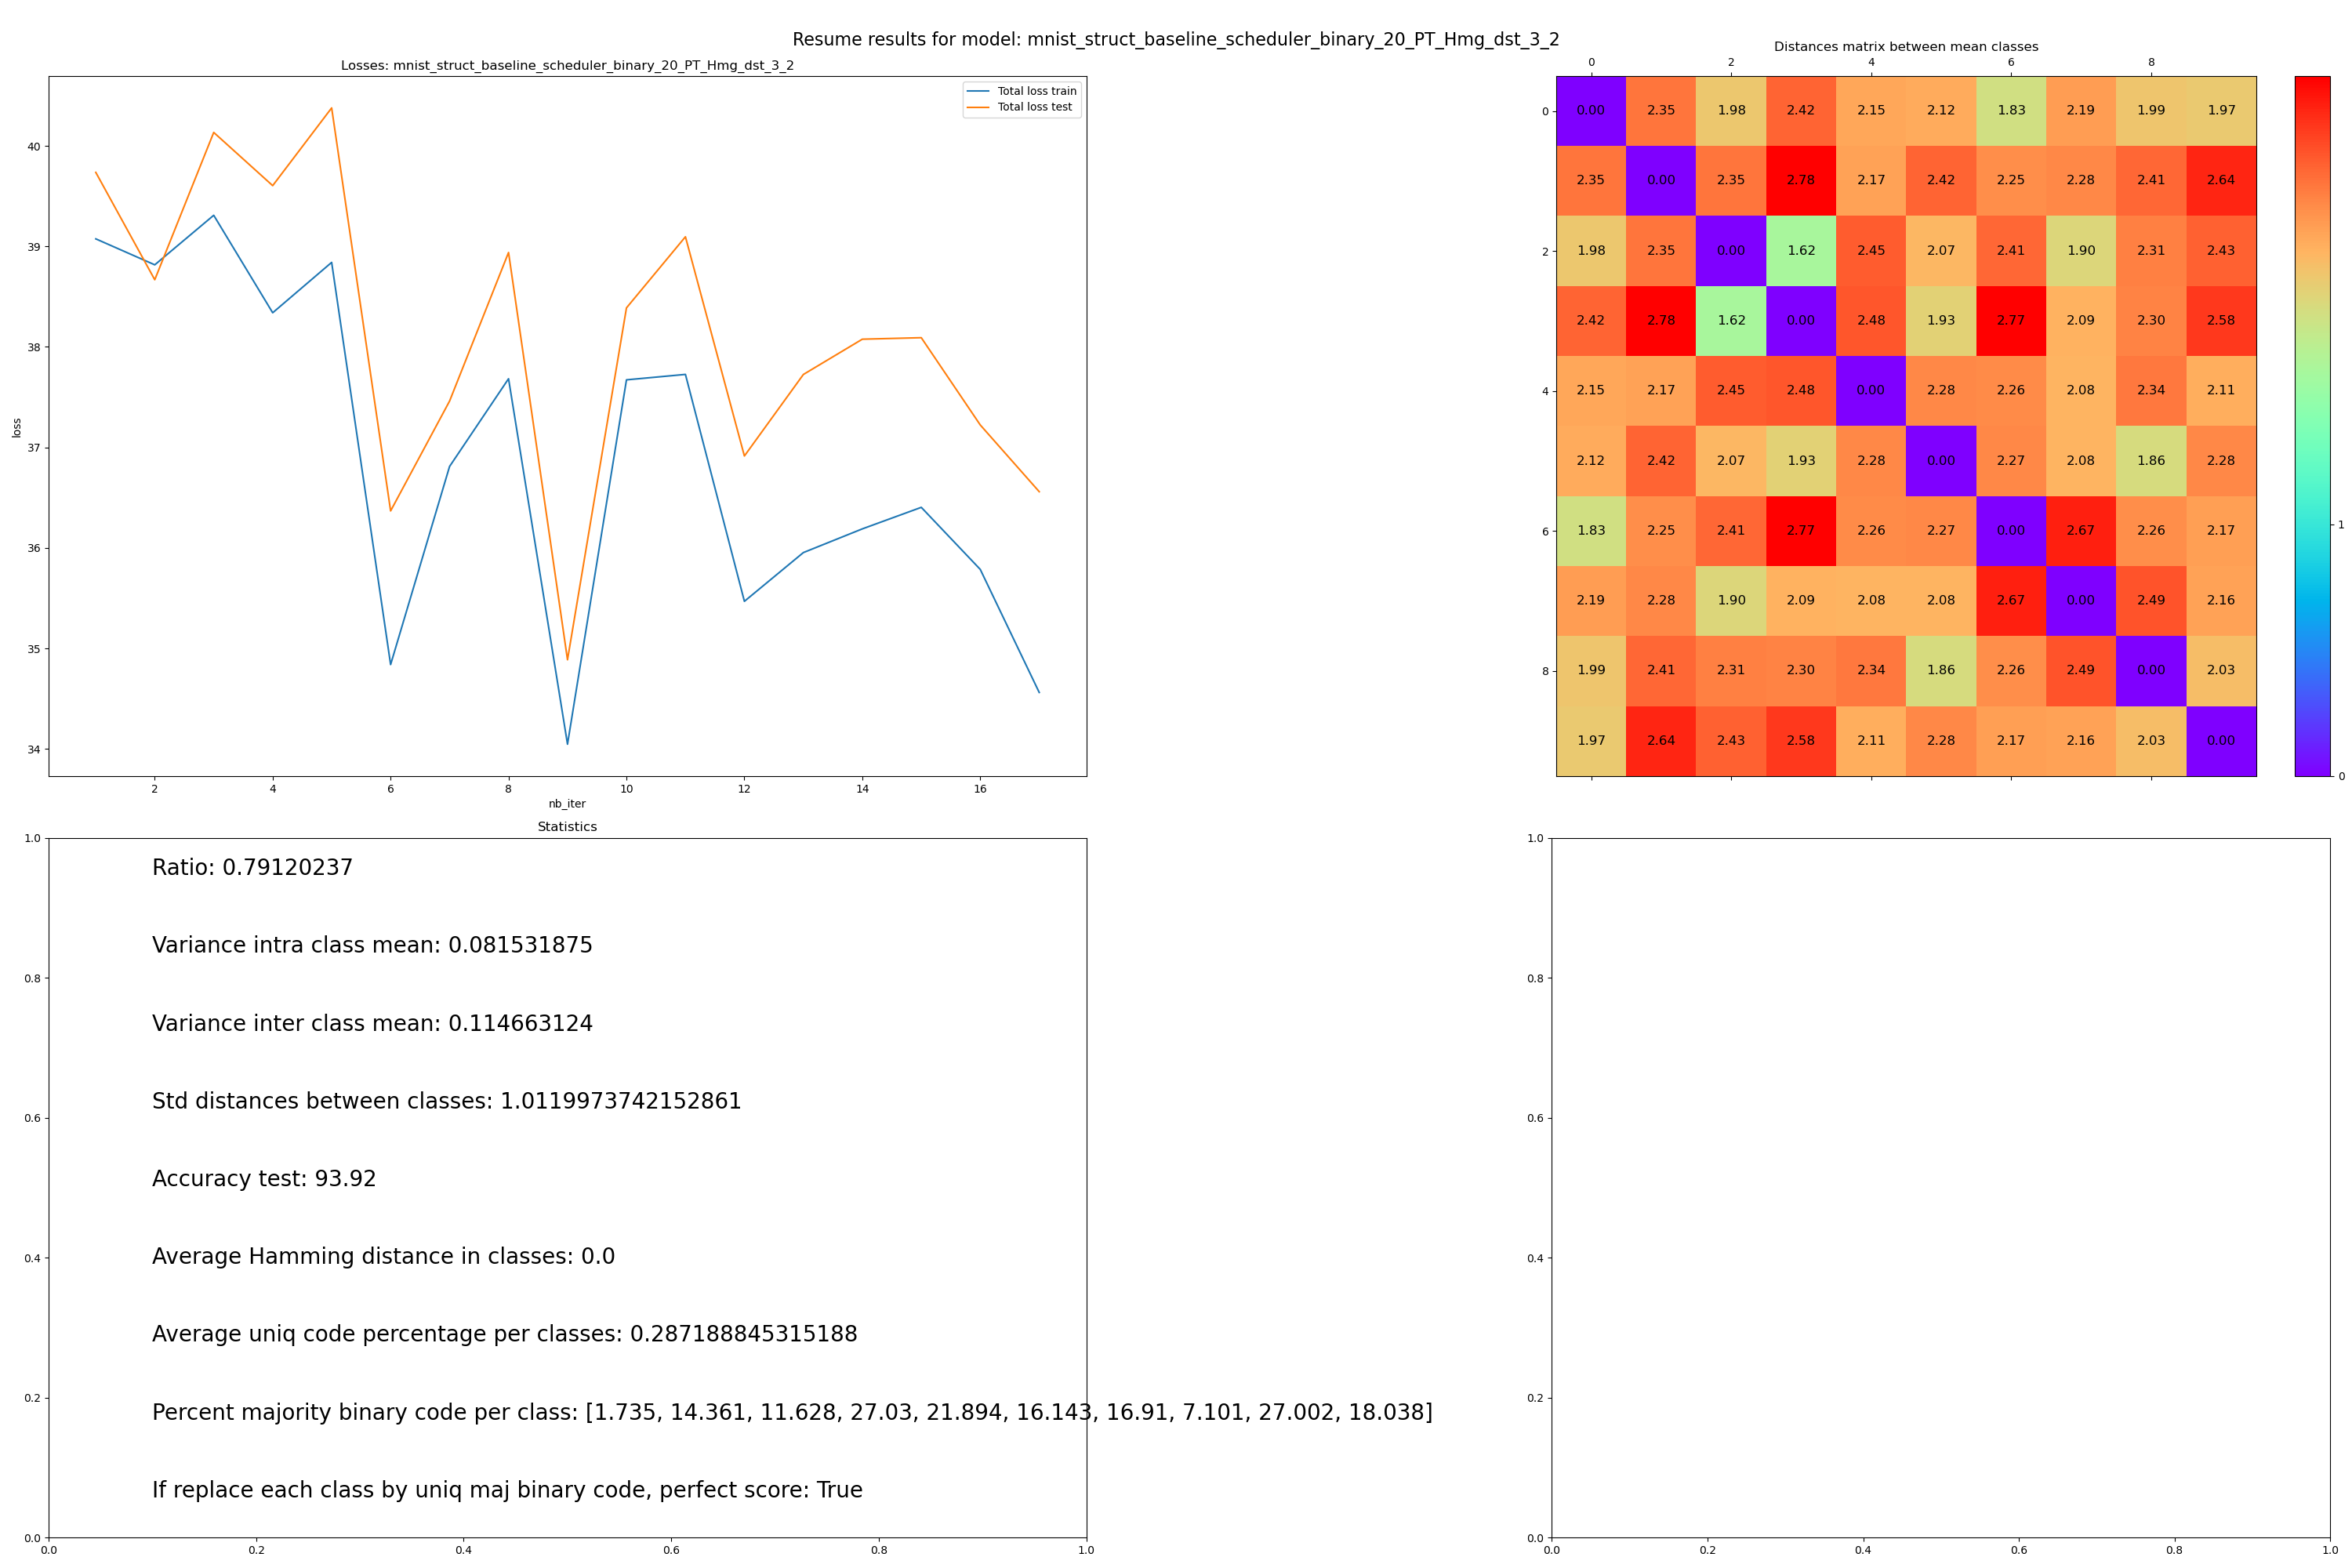 Resume results for model: mnist_struct_baseline_scheduler_binary_20_PT_Hmg_dst_3_2
Losses: mnist_struct_baseline_scheduler_binary_20_PT_Hmg_dst_3_2
Total loss train
Total loss test
40
39
38
37
36
35
34
loss
2 4 6 8 10 12 14 16
nb_iter
Distances matrix between mean classes
0 2 4 6 8
0 0.00 2.35 1.98 2.42 2.15 2.12 1.83 2.19 1.99 1.97
2.35 0.00 2.35 2.78 2.17 2.42 2.25 2.28 2.41 2.64
2 1.98 2.35 0.00 1.62 2.45 2.07 2.41 1.90 2.31 2.43
2.42 2.78 1.62 0.00 2.48 1.93 2.77 2.09 2.30 2.58
4 2.15 2.17 2.45 2.48 0.00 2.28 2.26 2.08 2.34 2.11
2.12 2.42 2.07 1.93 2.28 0.00 2.27 2.08 1.86 2.28
6 1.83 2.25 2.41 2.77 2.26 2.27 0.00 2.67 2.26 2.17
2.19 2.28 1.90 2.09 2.08 2.08 2.67 0.00 2.49 2.16
8 1.99 2.41 2.31 2.30 2.34 1.86 2.26 2.49 0.00 2.03
1.97 2.64 2.43 2.58 2.11 2.28 2.17 2.16 2.03 0.00
1
0
Statistics
1.0
0.8
0.6
0.4
0.2
0.0
Ratio: 0.79120237
Variance intra class mean: 0.081531875
Variance inter class mean: 0.114663124
Std distances between classes: 1.0119973742152861
Accuracy test: 93.92
Average Hamming distance in classes: 0.0
Average uniq code percentage per classes: 0.287188845315188
Percent majority binary code per class: [1.735, 14.361, 11.628, 27.03, 21.894, 16.143, 16.91, 7.101, 27.002, 18.038]
If replace each class by uniq maj binary code, perfect score: True
0.0 0.2 0.4 0.6 0.8 1.0
1.0
0.8
0.6
0.4
0.2
0.0
0.0 0.2 0.4 0.6 0.8 1.0